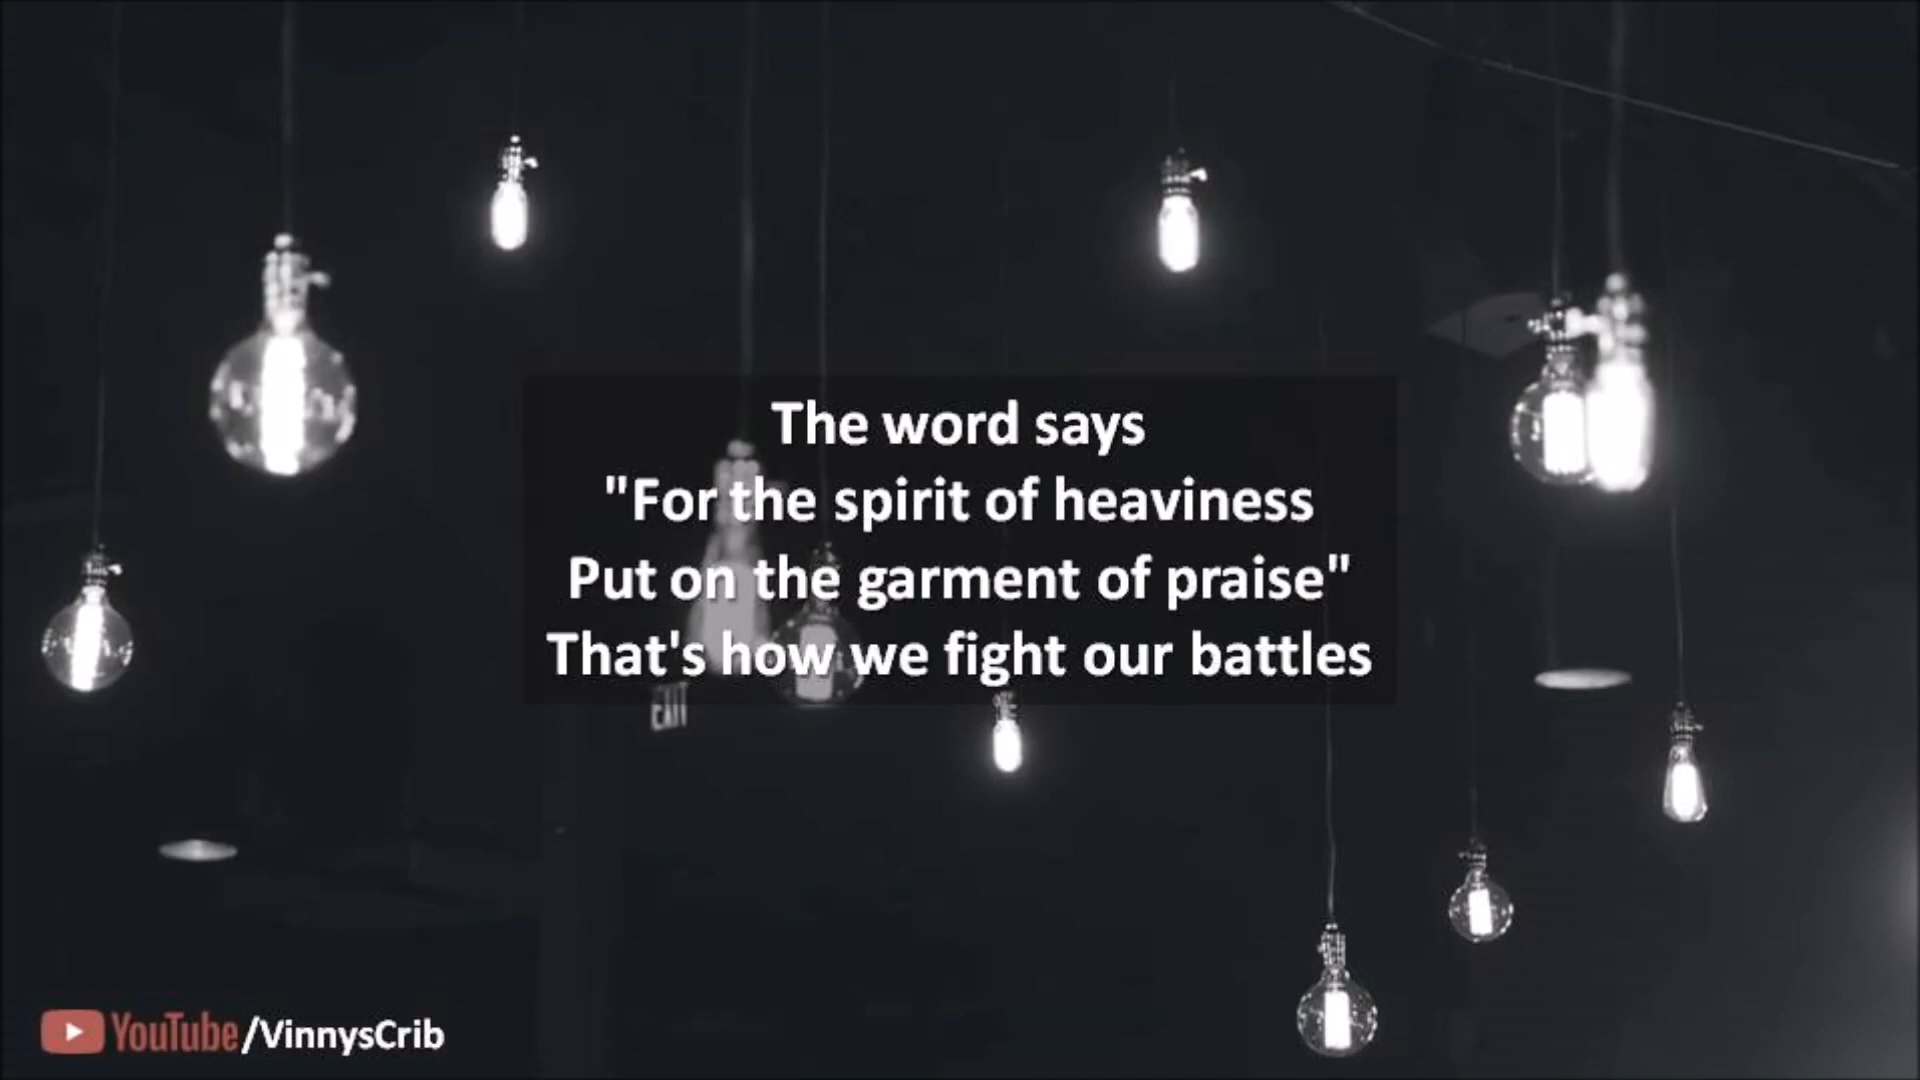 The word says
"For the spirit of heaviness
Put on the garment of praise"
That's how we fight our battles
EXIT
YouTube/VinnysCrib